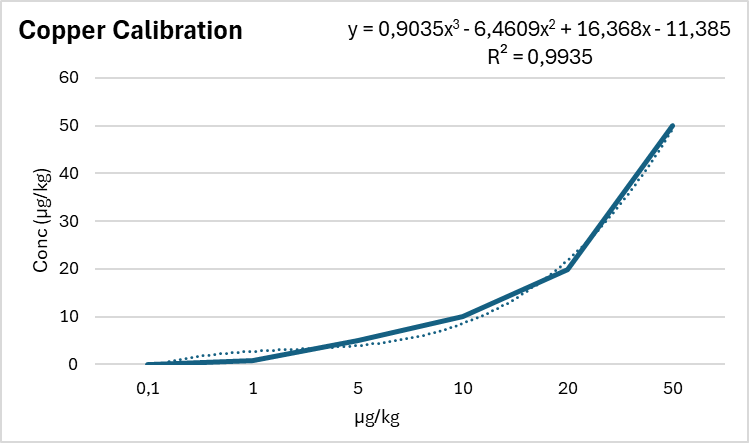 Copper Calibration
y = 0,9035x³ - 6,4609x² + 16,368x - 11,385
R² = 0,9935
60
50
40
30
20
10
0
Conc (µg/kg)
0,1 1 5 10 20 50
µg/kg